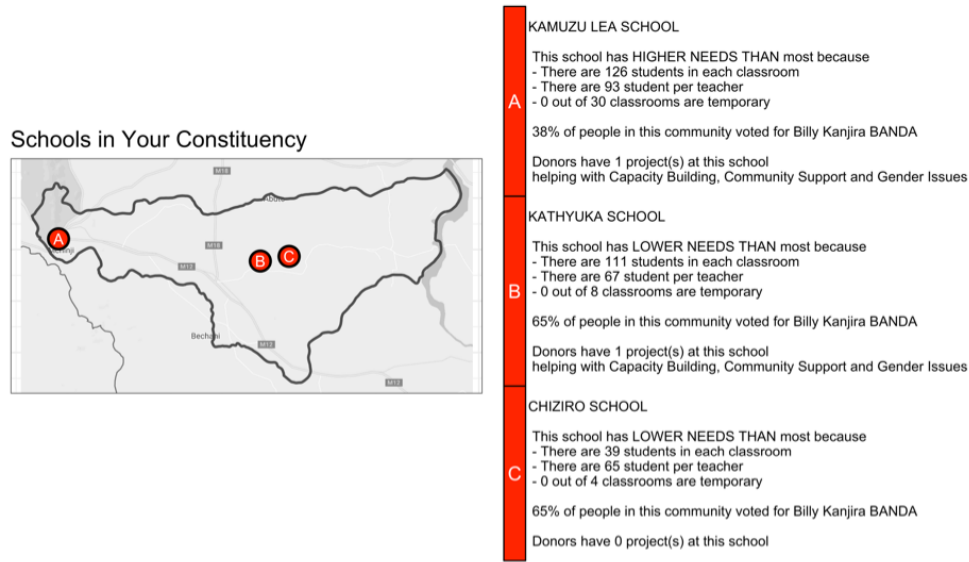 Schools in Your Constituency
M18
A
M18
B
C
M12
M12
M12
A
KAMUZU LEA SCHOOL
This school has HIGHER NEEDS THAN most because
- There are 126 students in each classroom
- There are 93 student per teacher
- 0 out of 30 classrooms are temporary
38% of people in this community voted for Billy Kanjira BANDA
Donors have 1 project(s) at this school
helping with Capacity Building, Community Support and Gender Issues
B
KATHYUKA SCHOOL
This school has LOWER NEEDS THAN most because
- There are 111 students in each classroom
- There are 67 student per teacher
- 0 out of 8 classrooms are temporary
65% of people in this community voted for Billy Kanjira BANDA
Donors have 1 project(s) at this school
helping with Capacity Building, Community Support and Gender Issues
C
CHIZIRO SCHOOL
This school has LOWER NEEDS THAN most because
- There are 39 students in each classroom
- There are 65 student per teacher
- 0 out of 4 classrooms are temporary
65% of people in this community voted for Billy Kanjira BANDA
Donors have 0 project(s) at this school